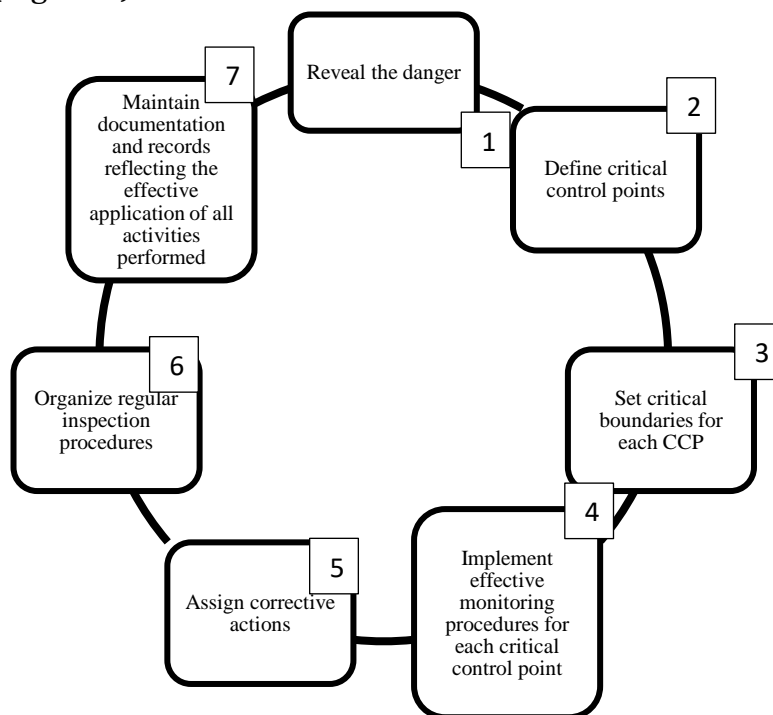 Reveal the danger
1
2
Define critical
control points
3
Set critical
boundaries for
each CCP
4
Implement
effective
monitoring
procedures for
each critical
control point
5
Assign corrective
actions
6
Organize regular
inspection
procedures
7
Maintain
documentation
and records
reflecting the
effective
application of all
activities
performed